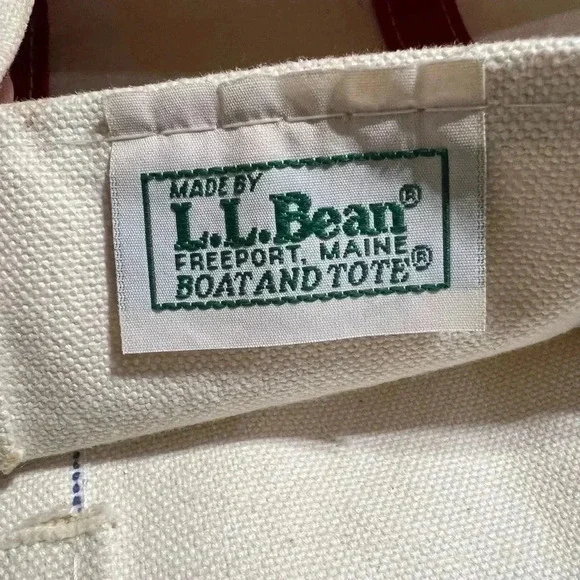 MADE BY
L.L.Bean®
FREEPORT, MAINE
BOAT AND TOTE®